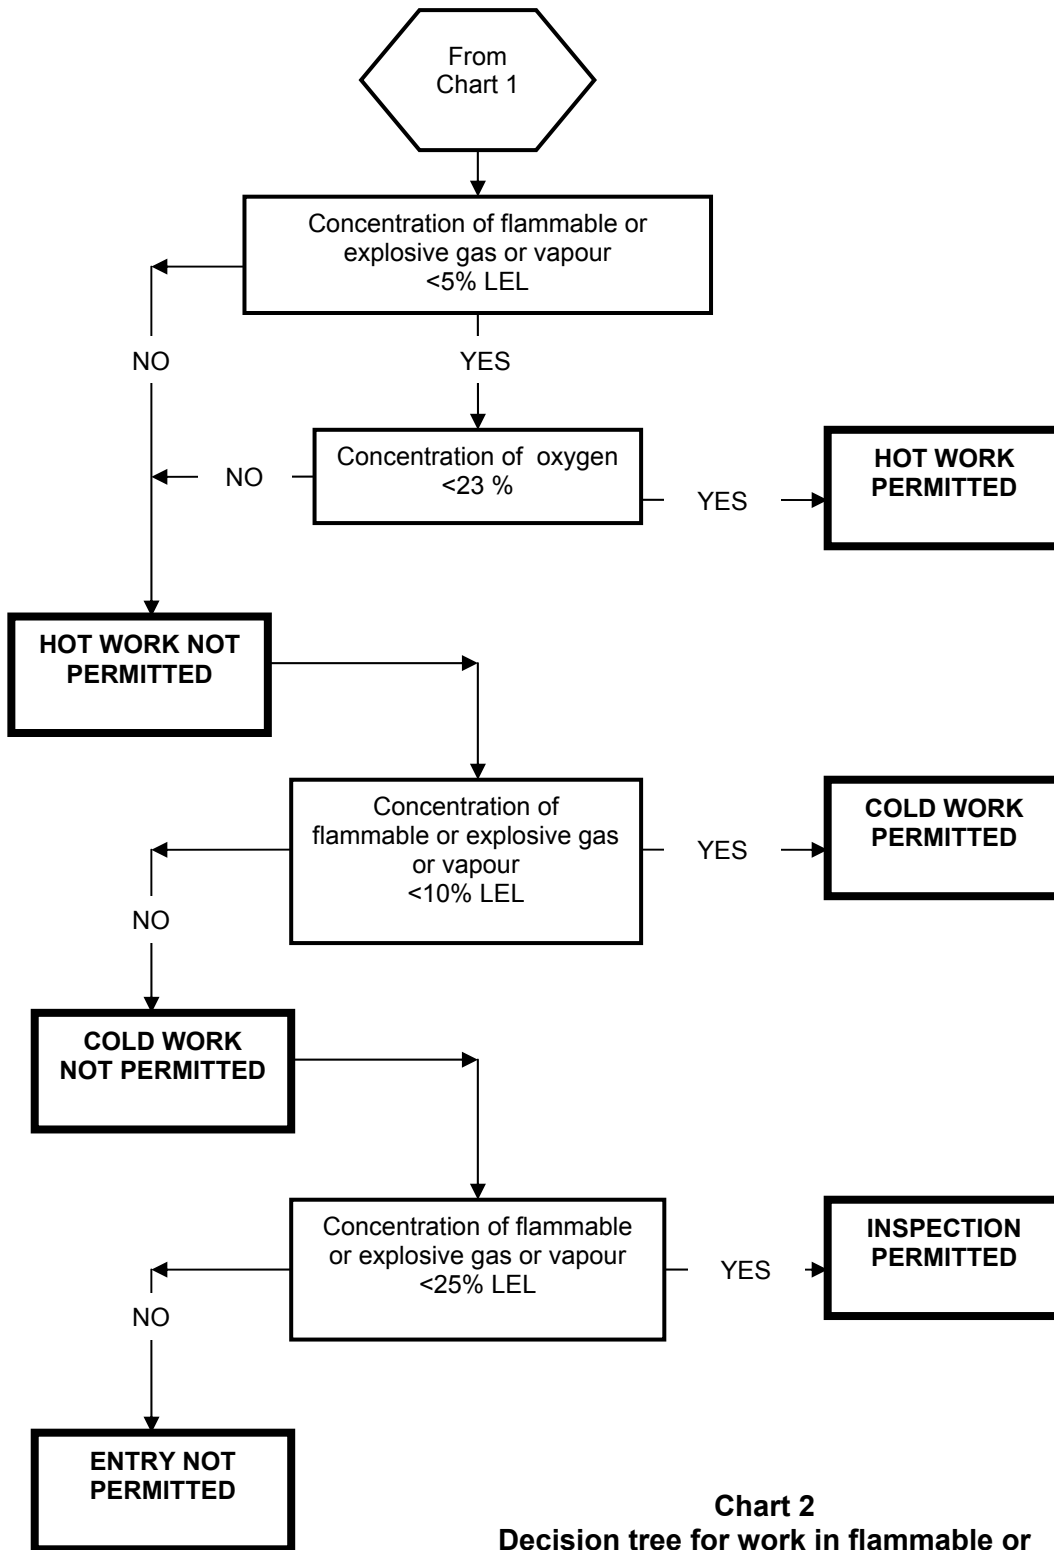 From
Chart 1
Concentration of flammable or
explosive gas or vapour
<5% LEL
NO
YES
Concentration of oxygen
<23 %
NO
YES
HOT WORK
PERMITTED
HOT WORK NOT
PERMITTED
Concentration of
flammable or explosive gas
or vapour
<10% LEL
YES
COLD WORK
PERMITTED
NO
COLD WORK
NOT PERMITTED
Concentration of flammable
or explosive gas or vapour
<25% LEL
YES
INSPECTION
PERMITTED
NO
ENTRY NOT
PERMITTED
Chart 2
Decision tree for work in flammable or